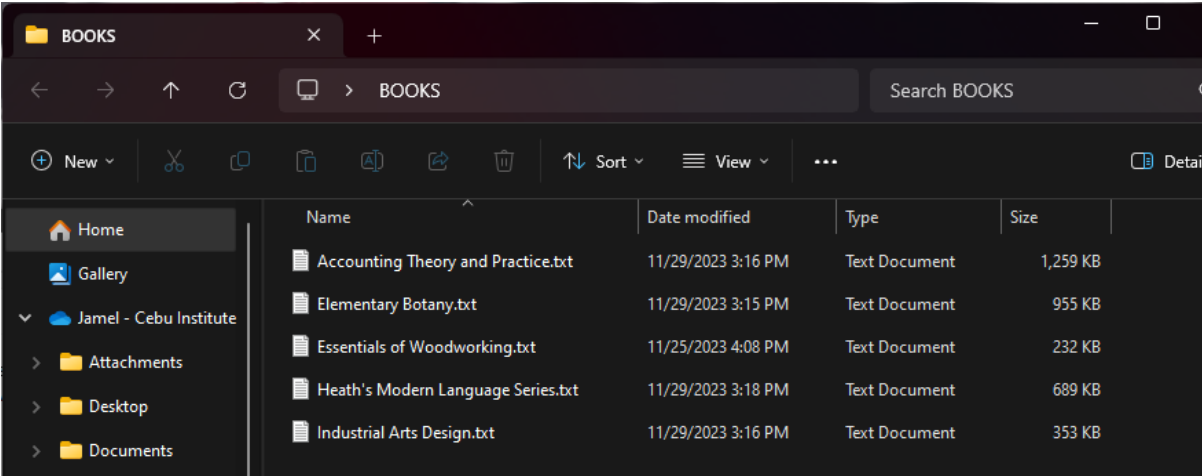 BOOKS
BOOKS
Search BOOKS
New
Sort
View
Detai
Home
Gallery
Jamel - Cebu Institute
Attachments
Desktop
Documents
Name Date modified Type Size
Accounting Theory and Practice.txt 11/29/2023 3:16 PM Text Document 1,259 KB
Elementary Botany.txt 11/29/2023 3:15 PM Text Document 955 KB
Essentials of Woodworking.txt 11/25/2023 4:08 PM Text Document 232 KB
Heath's Modern Language Series.txt 11/29/2023 3:18 PM Text Document 689 KB
Industrial Arts Design.txt 11/29/2023 3:16 PM Text Document 353 KB